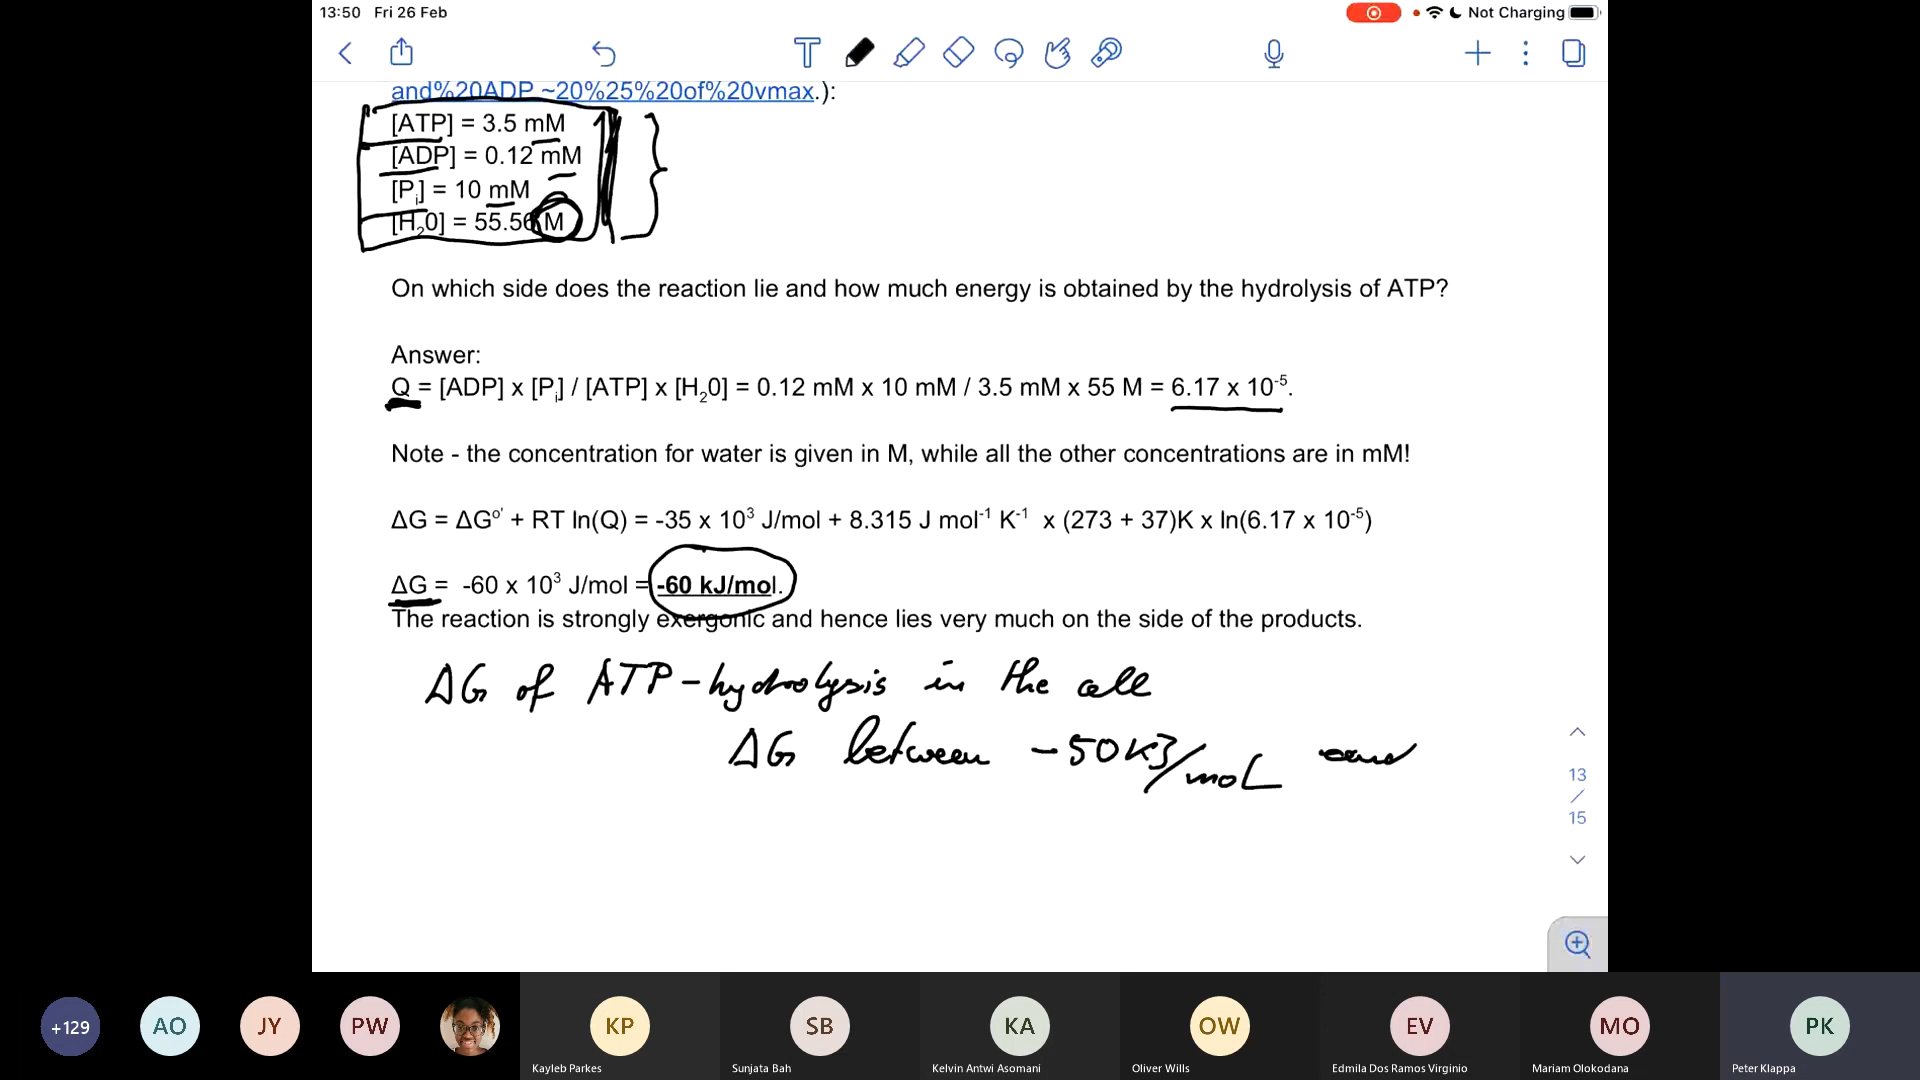 13:50 Fri 26 Feb
Not Charging
and%20ADP ~20%25%20of%20vmax.):
[ATP] = 3.5 mM
[ADP] = 0.12 mM
[Pi] = 10 mM
[H20] = 55.56 M
On which side does the reaction lie and how much energy is obtained by the hydrolysis of ATP?
Answer:
Q = [ADP] x [Pi] / [ATP] x [H20] = 0.12 mM x 10 mM / 3.5 mM x 55 M = 6.17 x 10-5.
Note - the concentration for water is given in M, while all the other concentrations are in mM!
ΔG = ΔGo' + RT ln(Q) = -35 x 103 J/mol + 8.315 J mol-1 K-1 x (273 + 37)K x ln(6.17 x 10-5)
ΔG = -60 x 103 J/mol = -60 kJ/mol.
The reaction is strongly exergonic and hence lies very much on the side of the products.
ΔG of ATP-hydrolysis in the cell
ΔG between -50 kJ/mol and
13
/
15
+129
AO
JY
PW
KP
SB
KA
OW
EV
MO
PK
Kayleb Parkes
Sunjata Bah
Kelvin Antwi Asomani
Oliver Wills
Edmila Dos Ramos Virginio
Mariam Olokodana
Peter Klappa